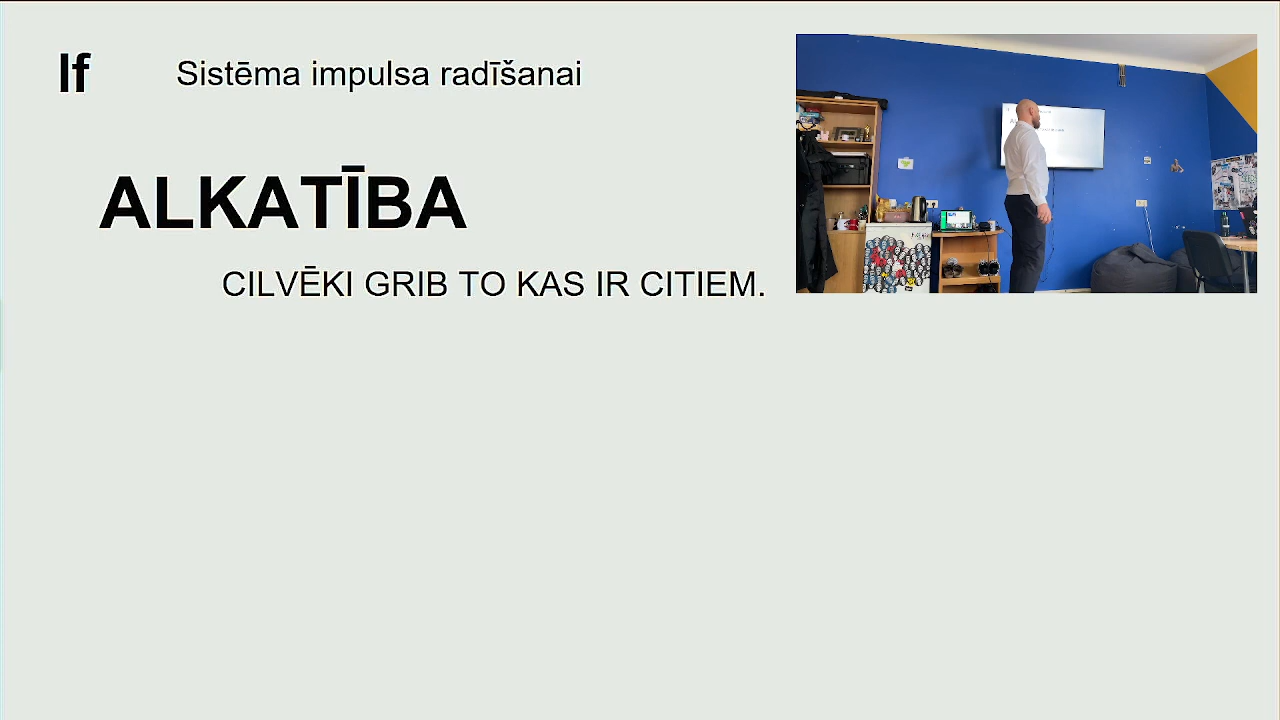 If
Sistēma impulsa radīšanai
ALKATĪBA
CILVĒKI GRIB TO KAS IR CITIEM.